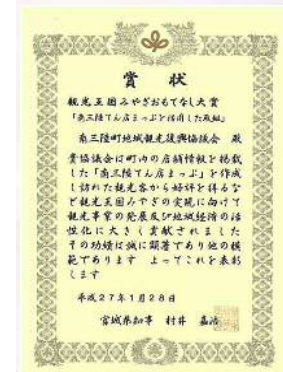 賞状
観光王国みやぎおもてなし大賞
「南三陸てん店まっぷを活用した取組」
南三陸町地域観光復興協議会 殿
貴協議会は町内の店舗情報を掲載
した「南三陸てん店まっぷ」を作成
し訪れた観光客から好評を得るな
ど観光王国みやぎの実現に向けて
観光事業の発展及び地域経済の活
性化に大きく貢献されました
その功績は誠に顕著であり他の模
範であります よってこれを表彰
します
平成27年1月28日
宮城県知事 村井 嘉浩